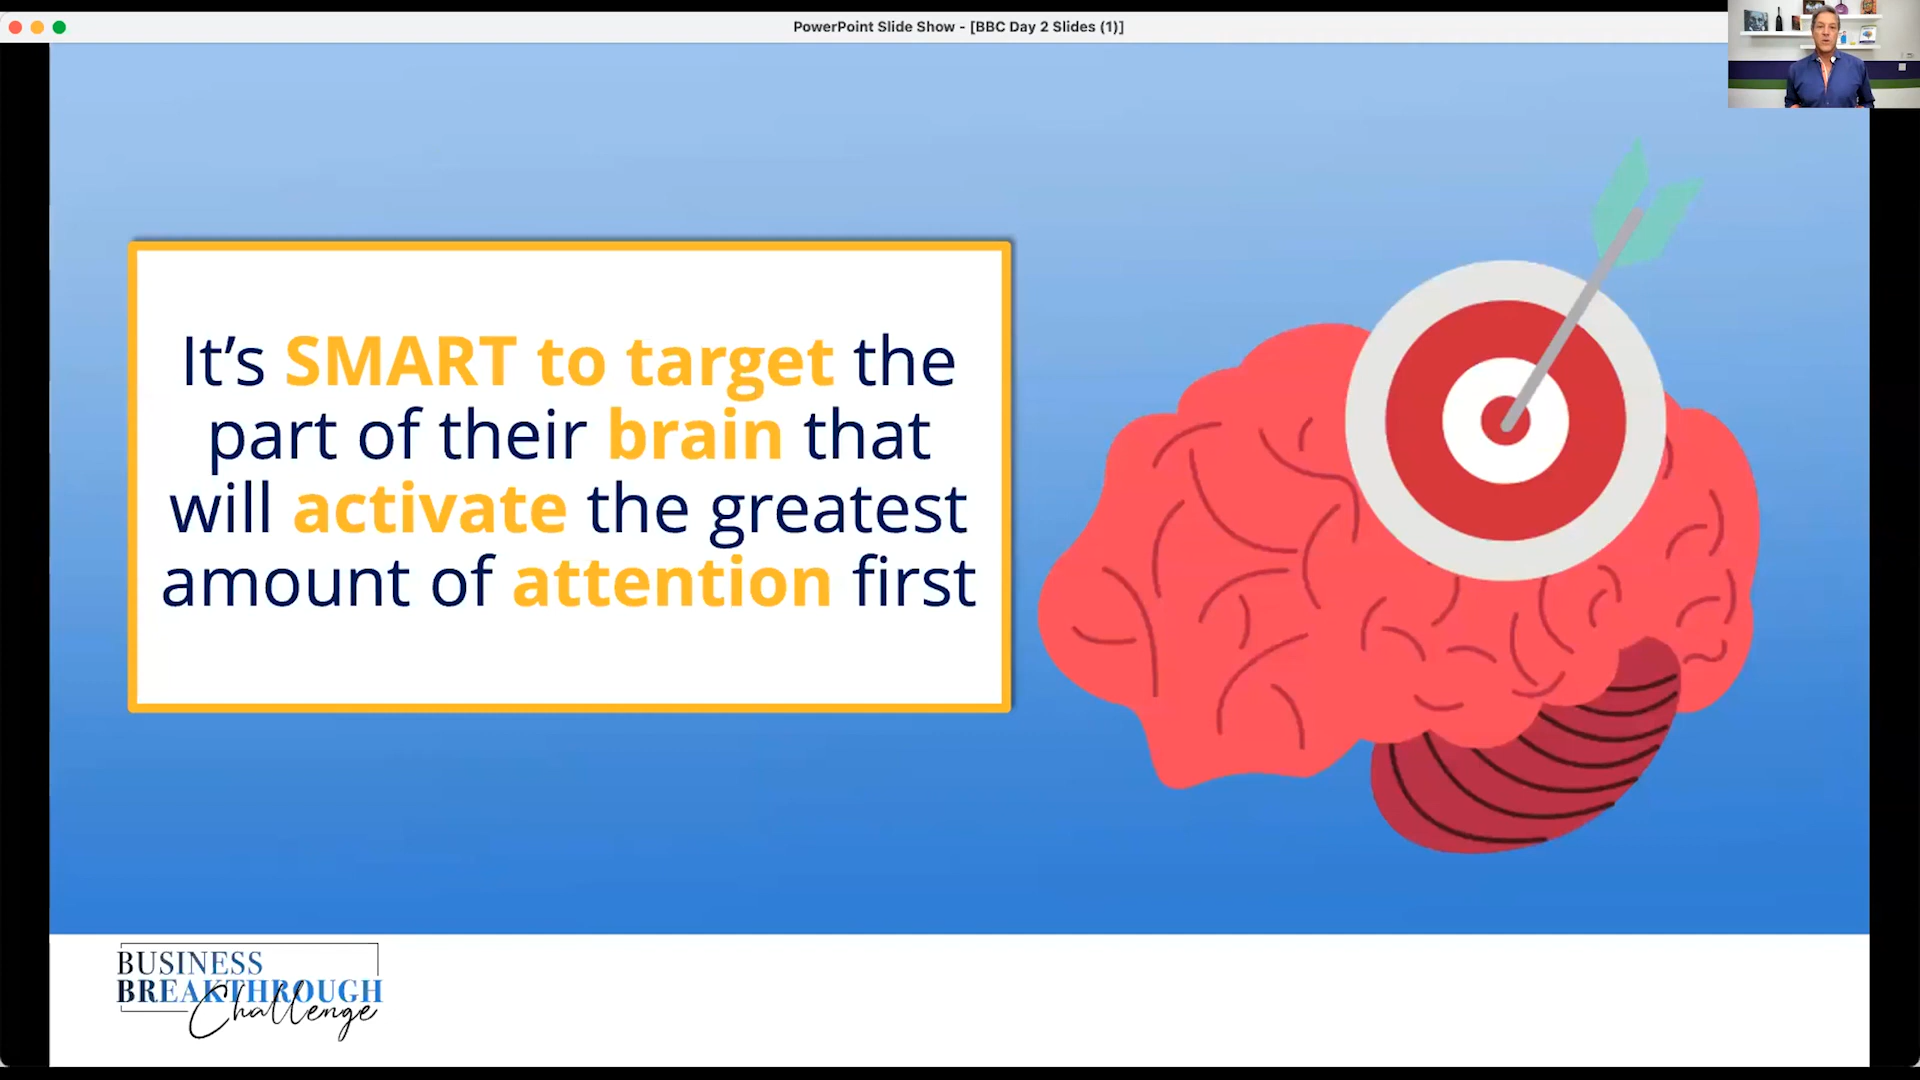 PowerPoint Slide Show - [BBC Day 2 Slides (1)]
It’s SMART to target the
part of their brain that
will activate the greatest
amount of attention first
BUSINESS
BREAKTHROUGH
Challenge